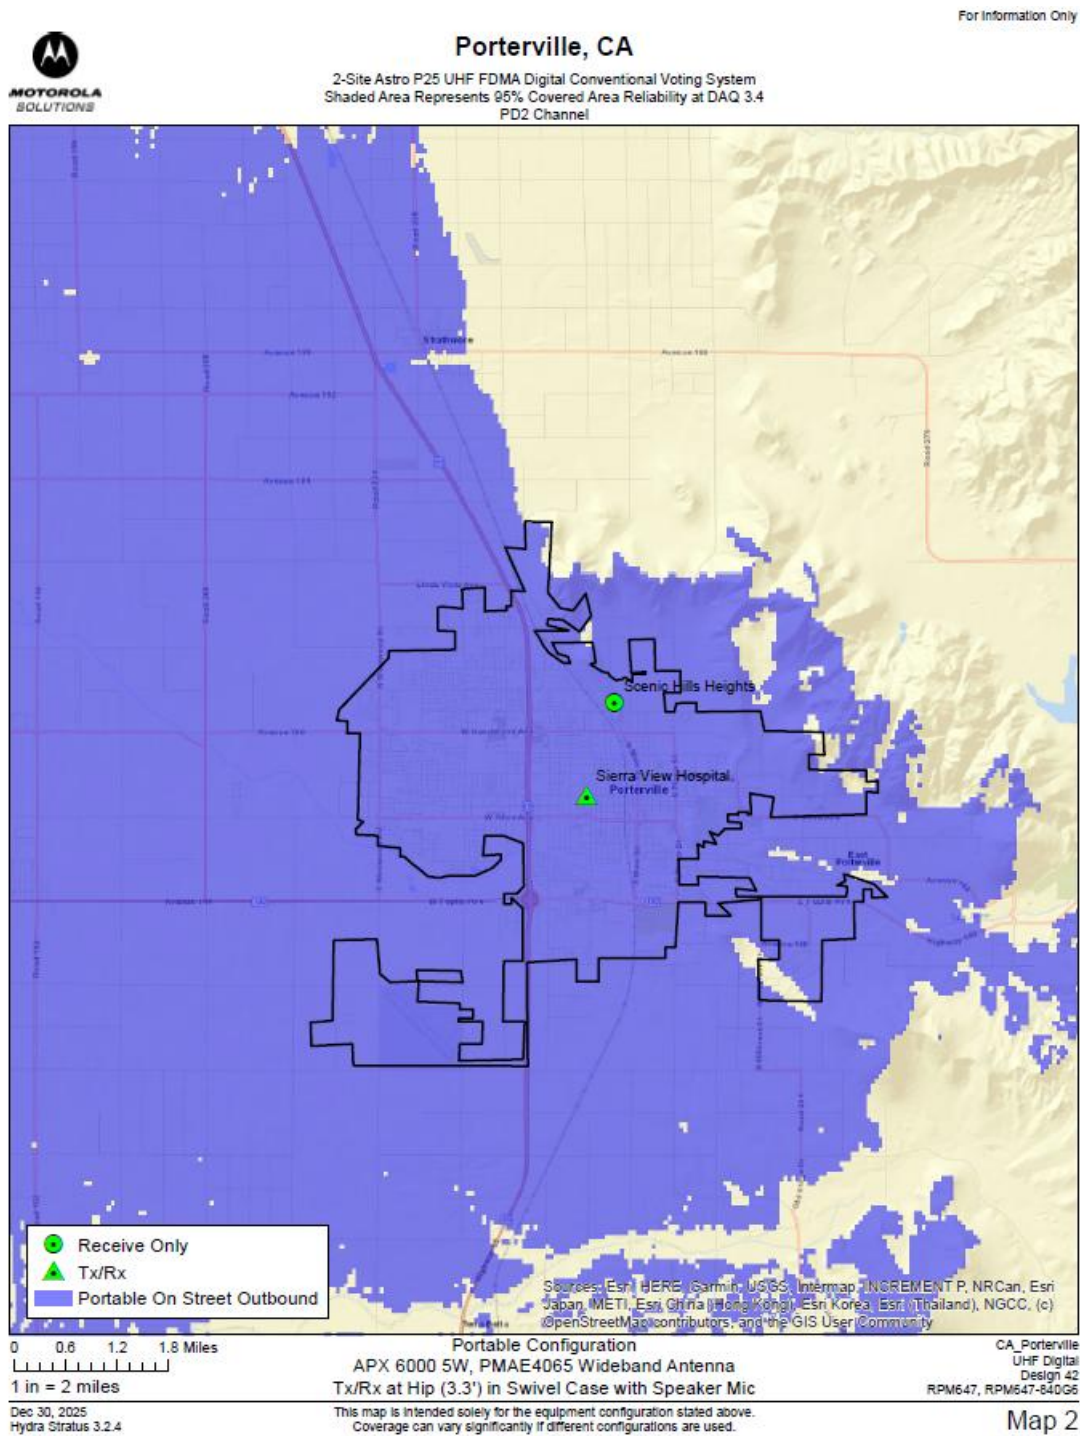 For Information Only
MOTOROLA
SOLUTIONS
Porterville, CA
2-Site Astro P25 UHF FDMA Digital Conventional Voting System
Shaded Area Represents 95% Covered Area Reliability at DAQ 3.4
PD2 Channel
Strathmore
Avenue 192
Road 276
Scenic Hills Heights
Sierra View Hospital
Porterville
East
Porterville
Receive Only
Tx/Rx
Portable On Street Outbound
Sources: Esri, HERE, Garmin, USGS, Intermap, INCREMENT P, NRCan, Esri
Japan, METI, Esri China (Hong Kong), Esri Korea, Esri (Thailand), NGCC, (c)
OpenStreetMap contributors, and the GIS User Community
0 0.6 1.2 1.8 Miles
1 in = 2 miles
Portable Configuration
APX 6000 5W, PMAE4065 Wideband Antenna
Tx/Rx at Hip (3.3') in Swivel Case with Speaker Mic
CA_Porterville
UHF Digital
Design 42
RPM647, RPM647-840G6
Dec 30, 2025
Hydra Stratus 3.2.4
This map is intended solely for the equipment configuration stated above.
Coverage can vary significantly if different configurations are used.
Map 2